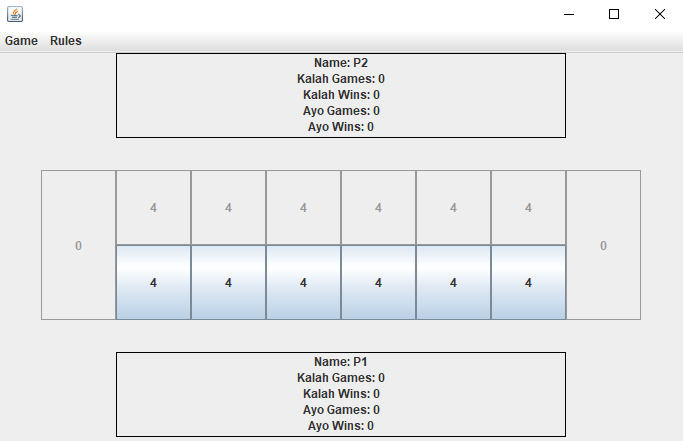 Game Rules
Name: P2
Kalah Games: 0
Kalah Wins: 0
Ayo Games: 0
Ayo Wins: 0
4 4 4 4 4 4
0 0
4 4 4 4 4 4
Name: P1
Kalah Games: 0
Kalah Wins: 0
Ayo Games: 0
Ayo Wins: 0